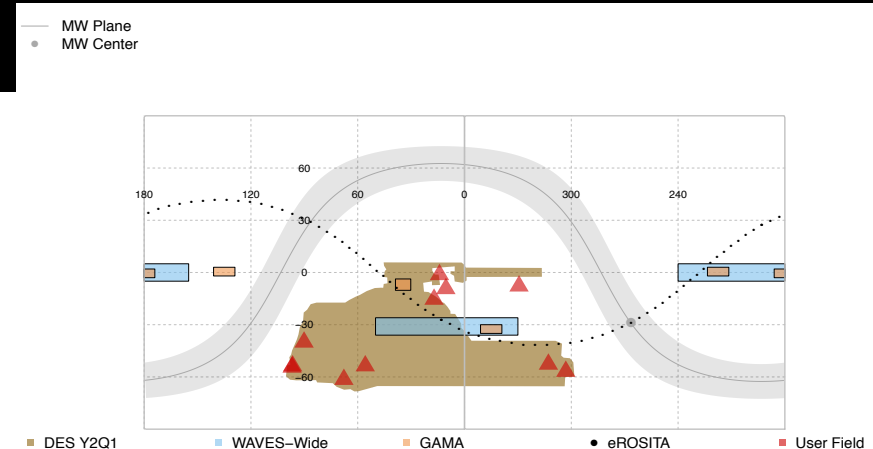 MW Plane
MW Center
60
180 120 60 0 300 240
30
0
−30
−60
DES Y2Q1 WAVES−Wide GAMA eROSITA User Field